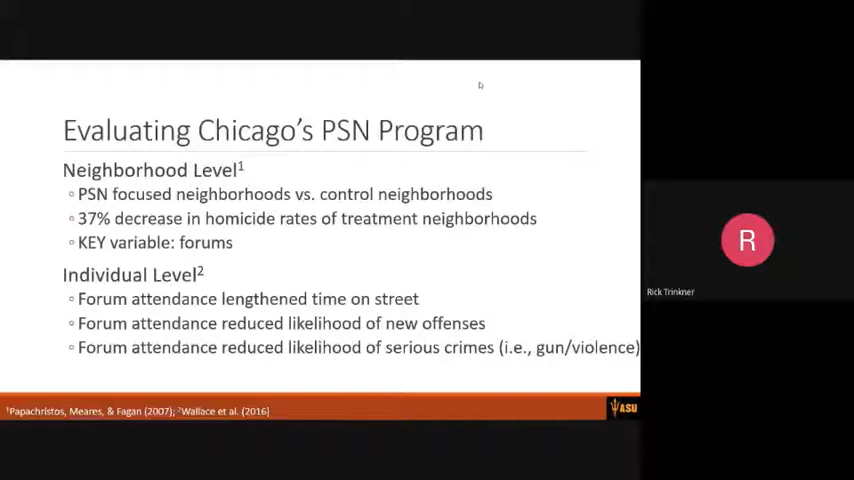 Evaluating Chicago's PSN Program
Neighborhood Level1
◦PSN focused neighborhoods vs. control neighborhoods
◦37% decrease in homicide rates of treatment neighborhoods
◦KEY variable: forums
Individual Level2
◦Forum attendance lengthened time on street
◦Forum attendance reduced likelihood of new offenses
◦Forum attendance reduced likelihood of serious crimes (i.e., gun/violence)
1Papachristos, Meares, & Fagan (2007); 2Wallace et al. (2016)
ASU
R
Rick Trinkner